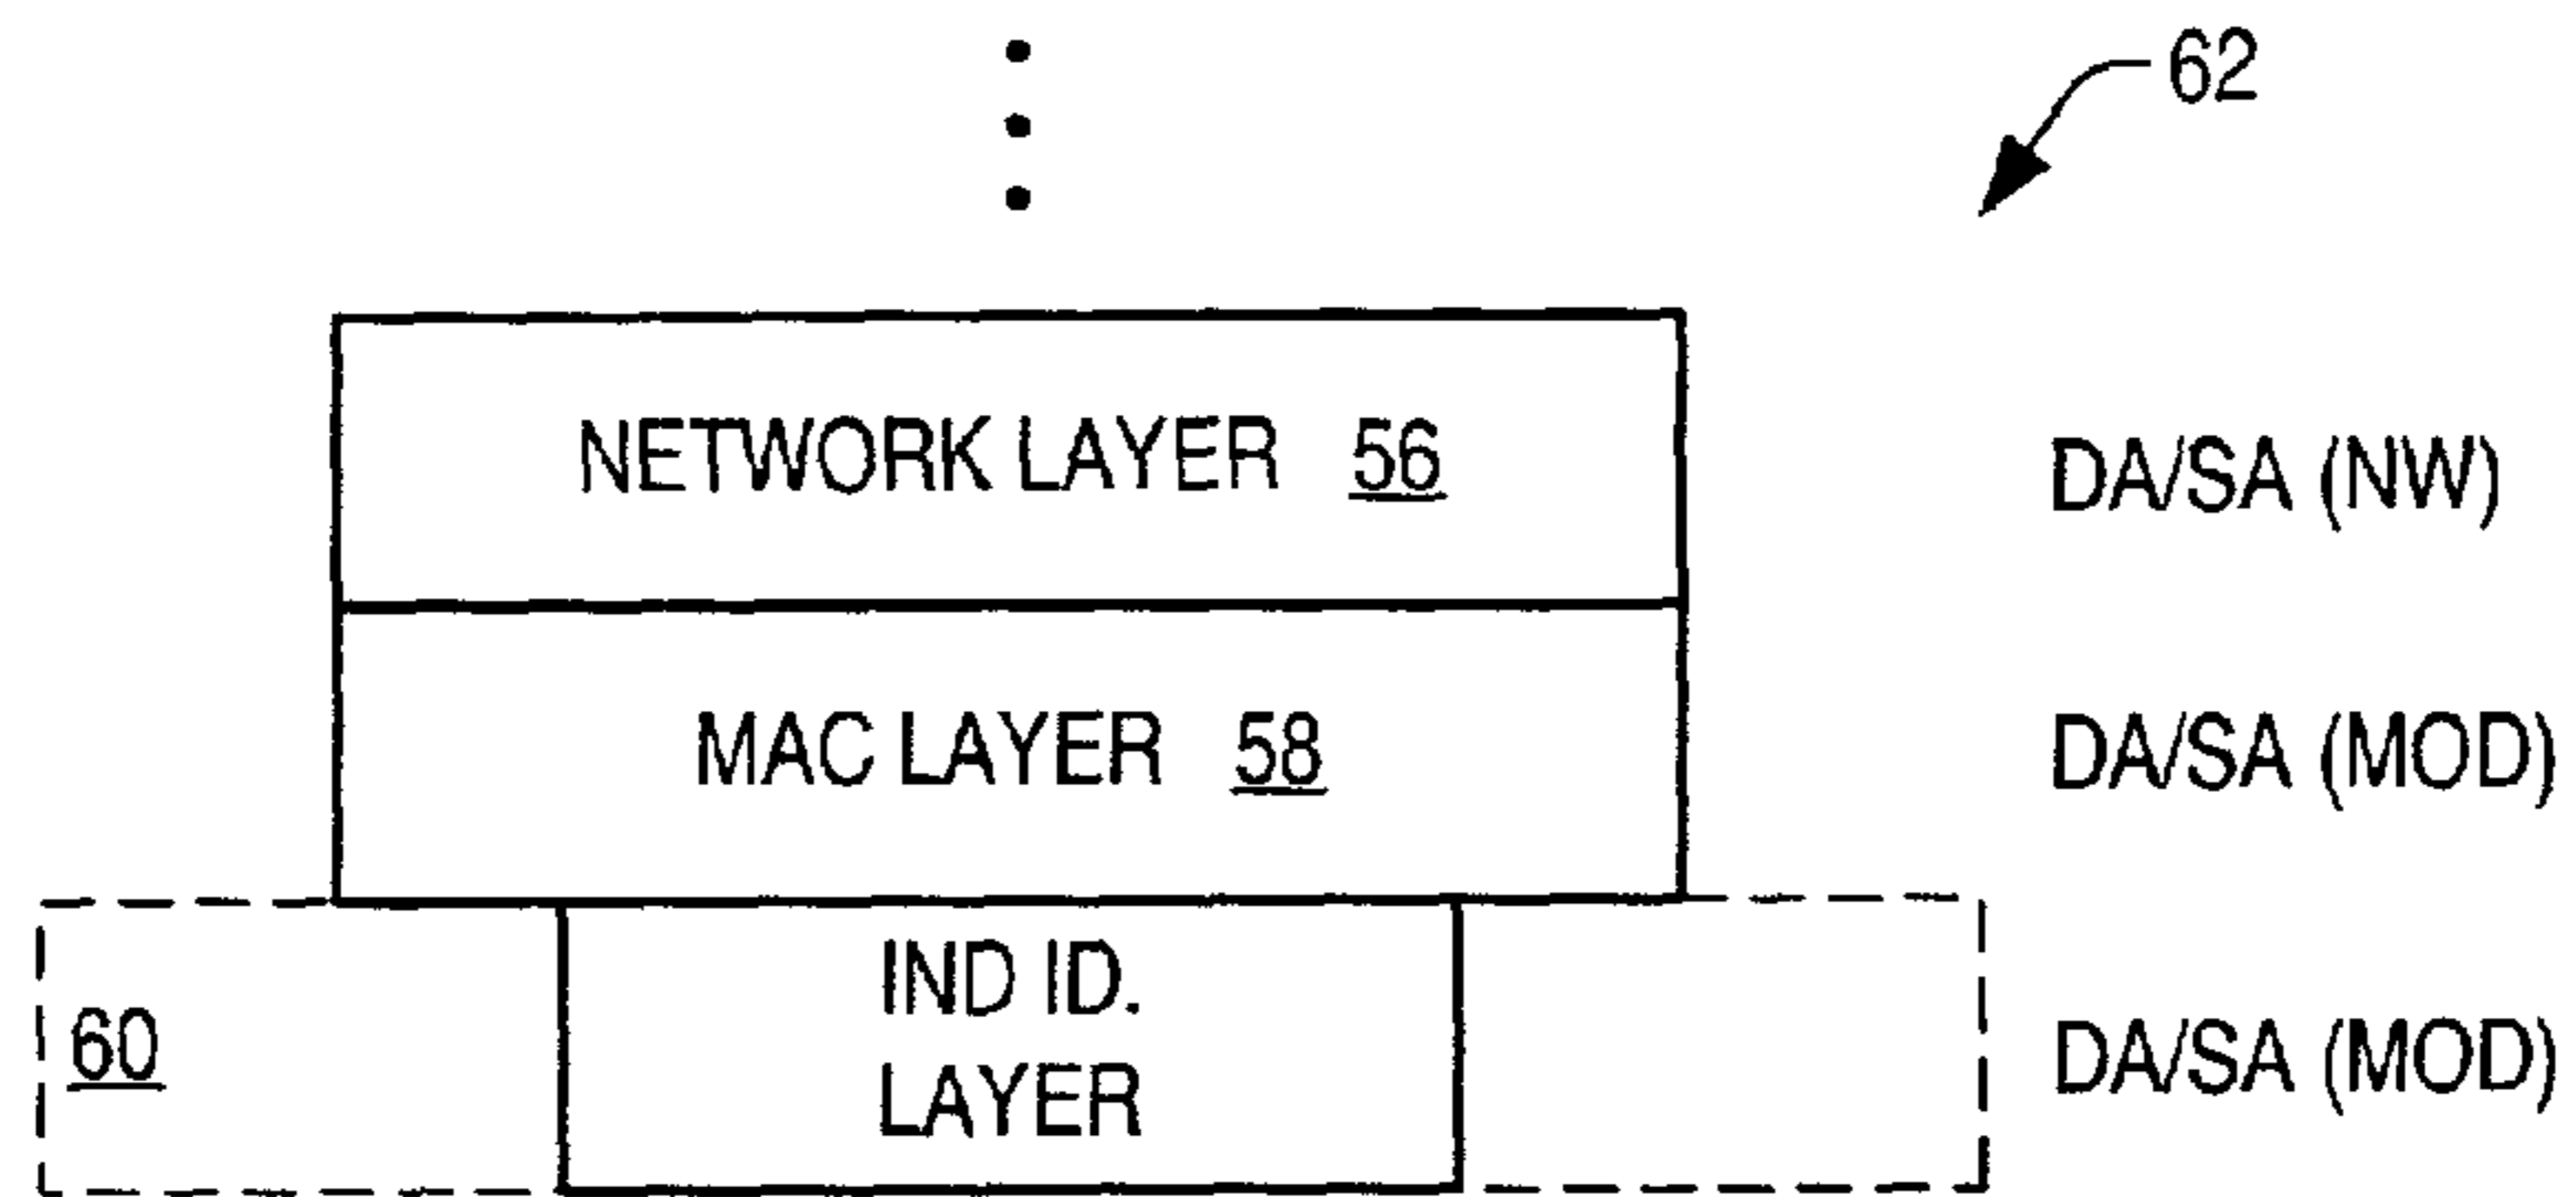 62
NETWORK LAYER 56
DA/SA (NW)
MAC LAYER 58
DA/SA (MOD)
60
IND ID.
LAYER
DA/SA (MOD)